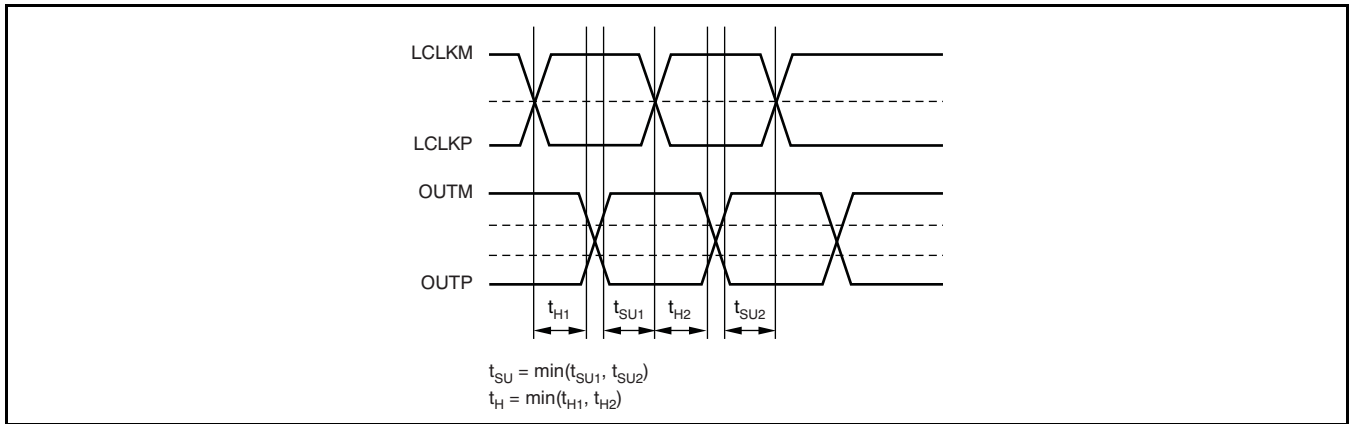 LCLKM
LCLKP
OUTM
OUTP
tH1 tSU1 tH2 tSU2
tSU = min(tSU1, tSU2)
tH = min(tH1, tH2)